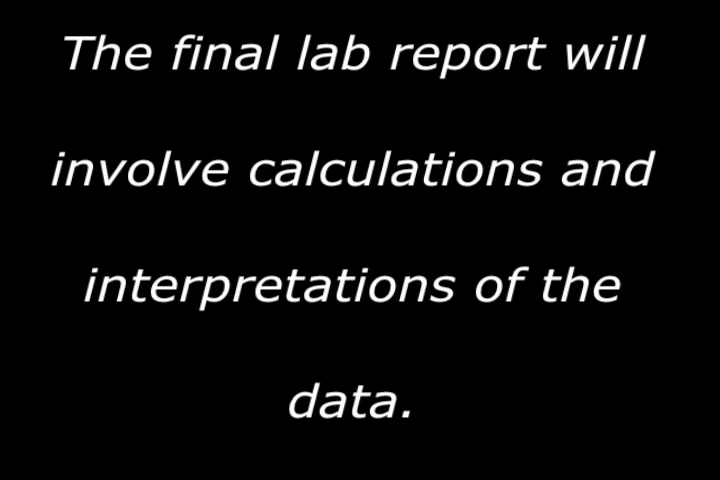 The final lab report will
involve calculations and
interpretations of the
data.